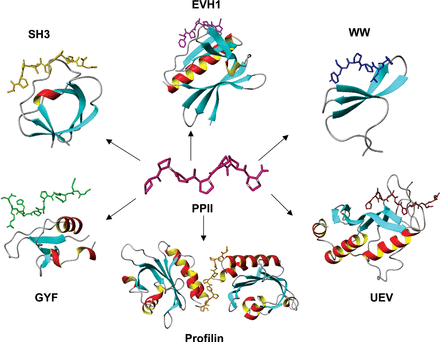 EVH1
SH3
WW
PPII
GYF
UEV
Profilin